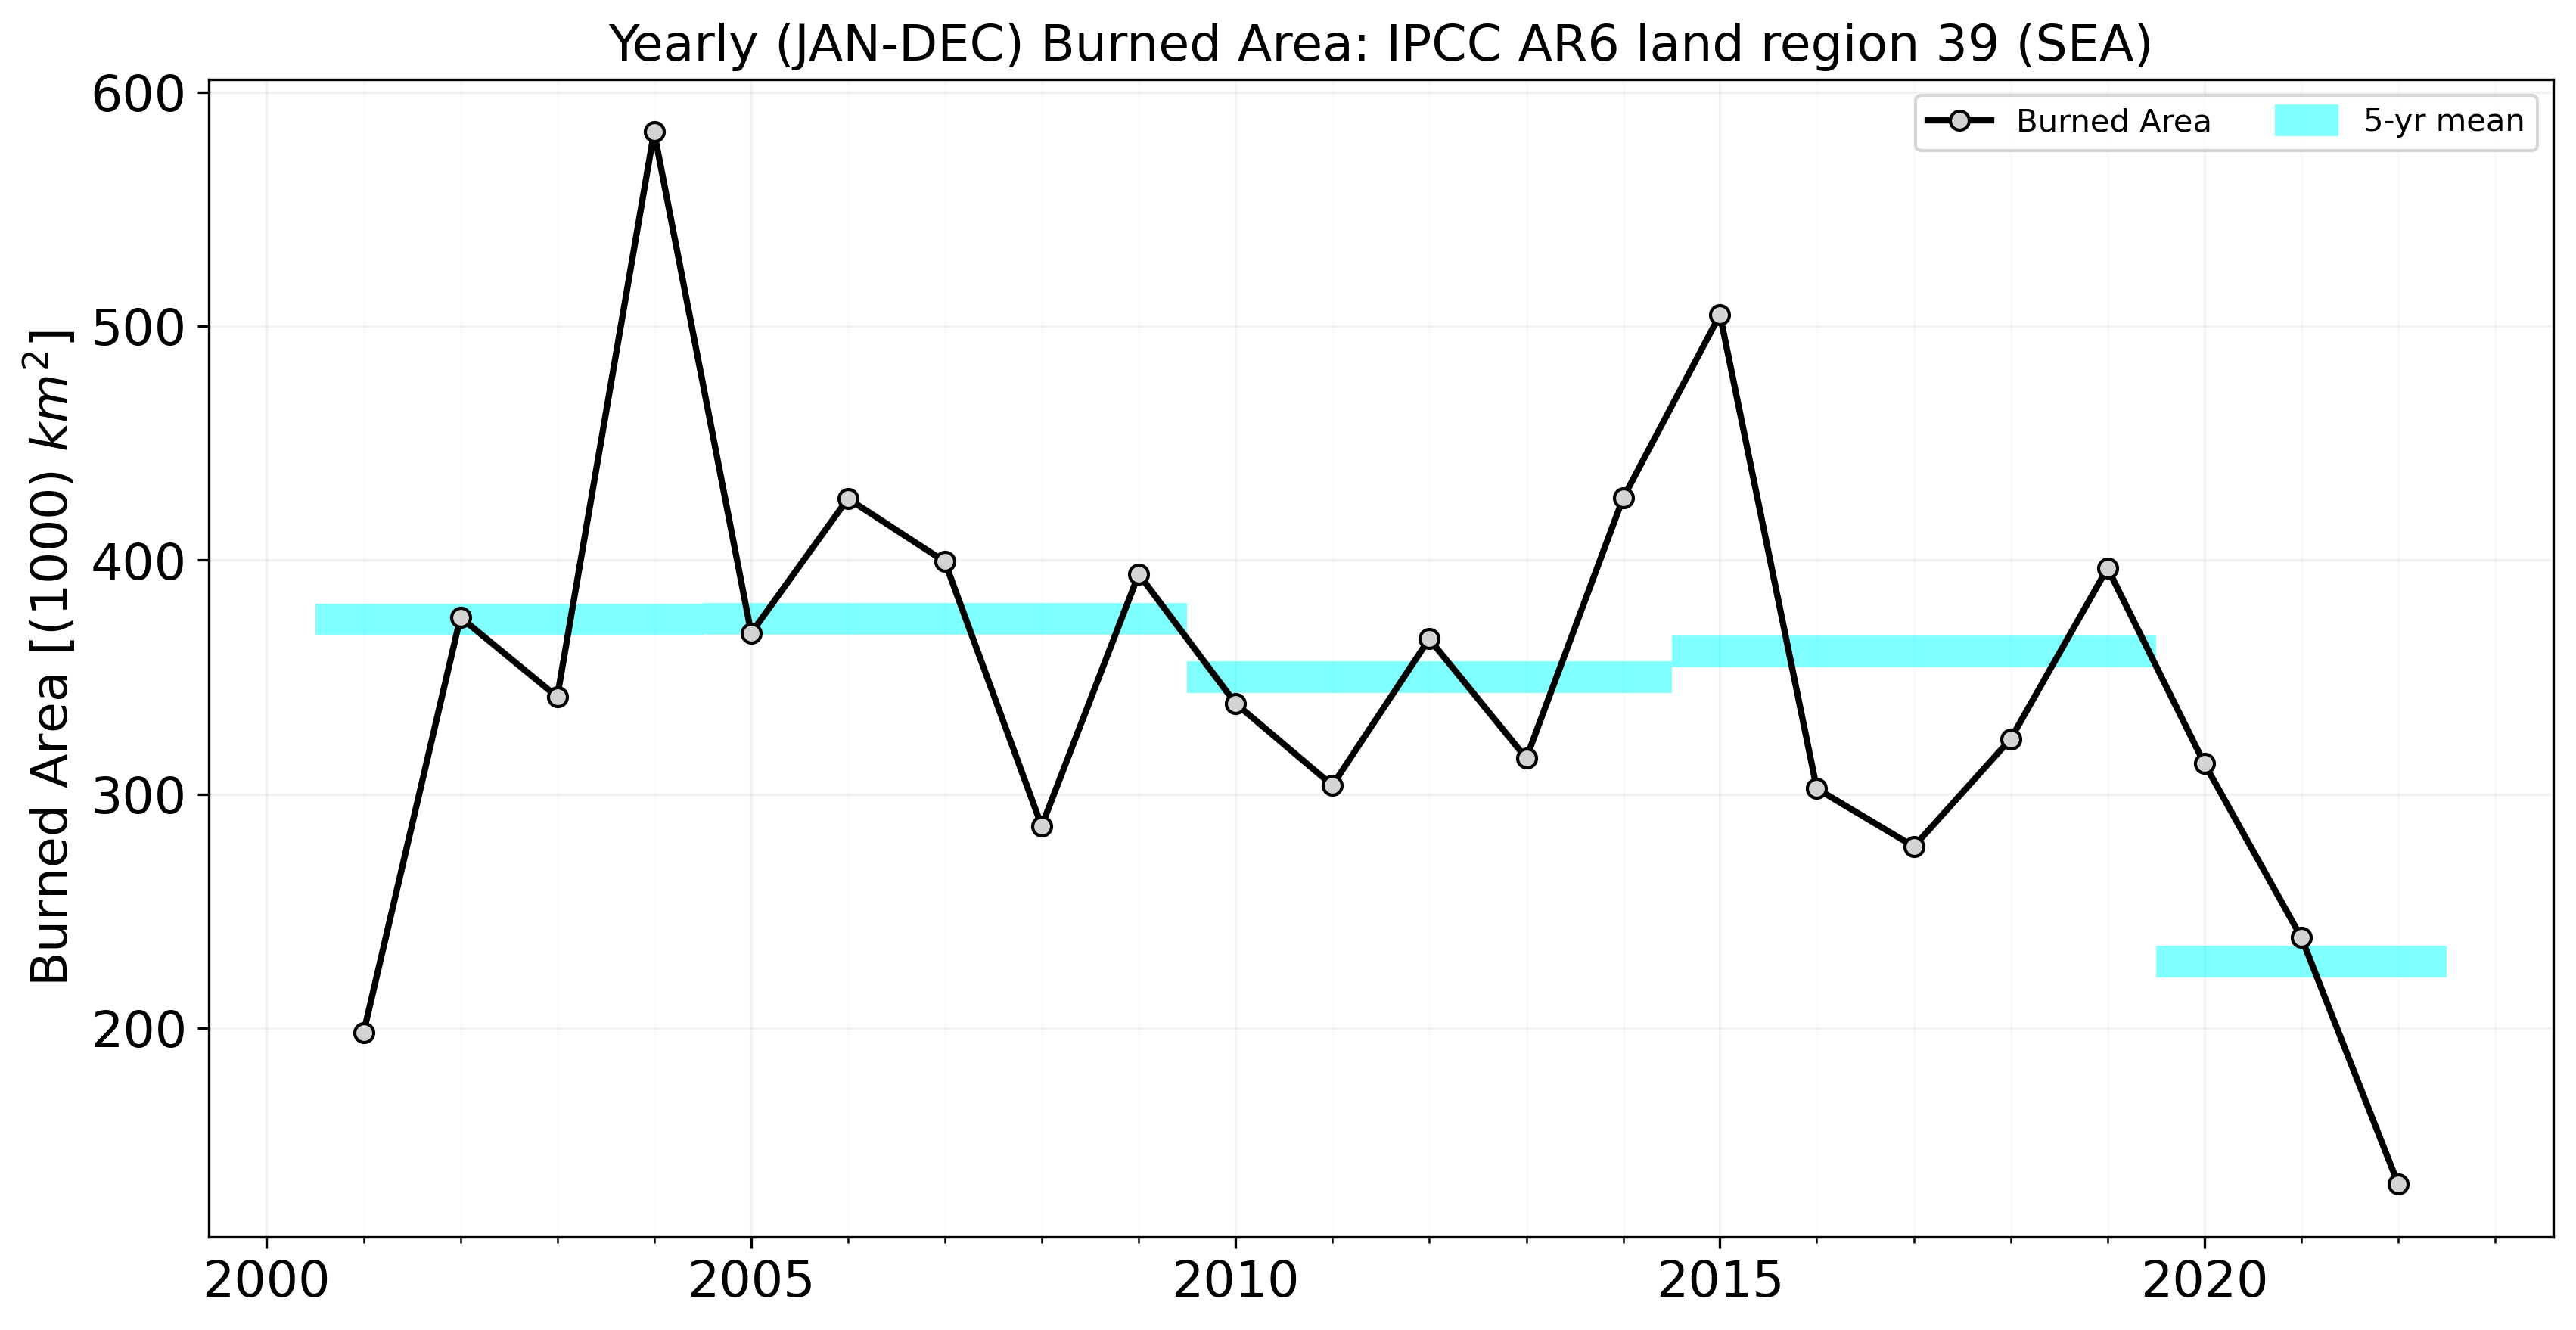 Yearly (JAN-DEC) Burned Area: IPCC AR6 land region 39 (SEA)
Burned Area
5-yr mean
Burned Area [(1000) km²]
600
500
400
300
200
2000
2005
2010
2015
2020